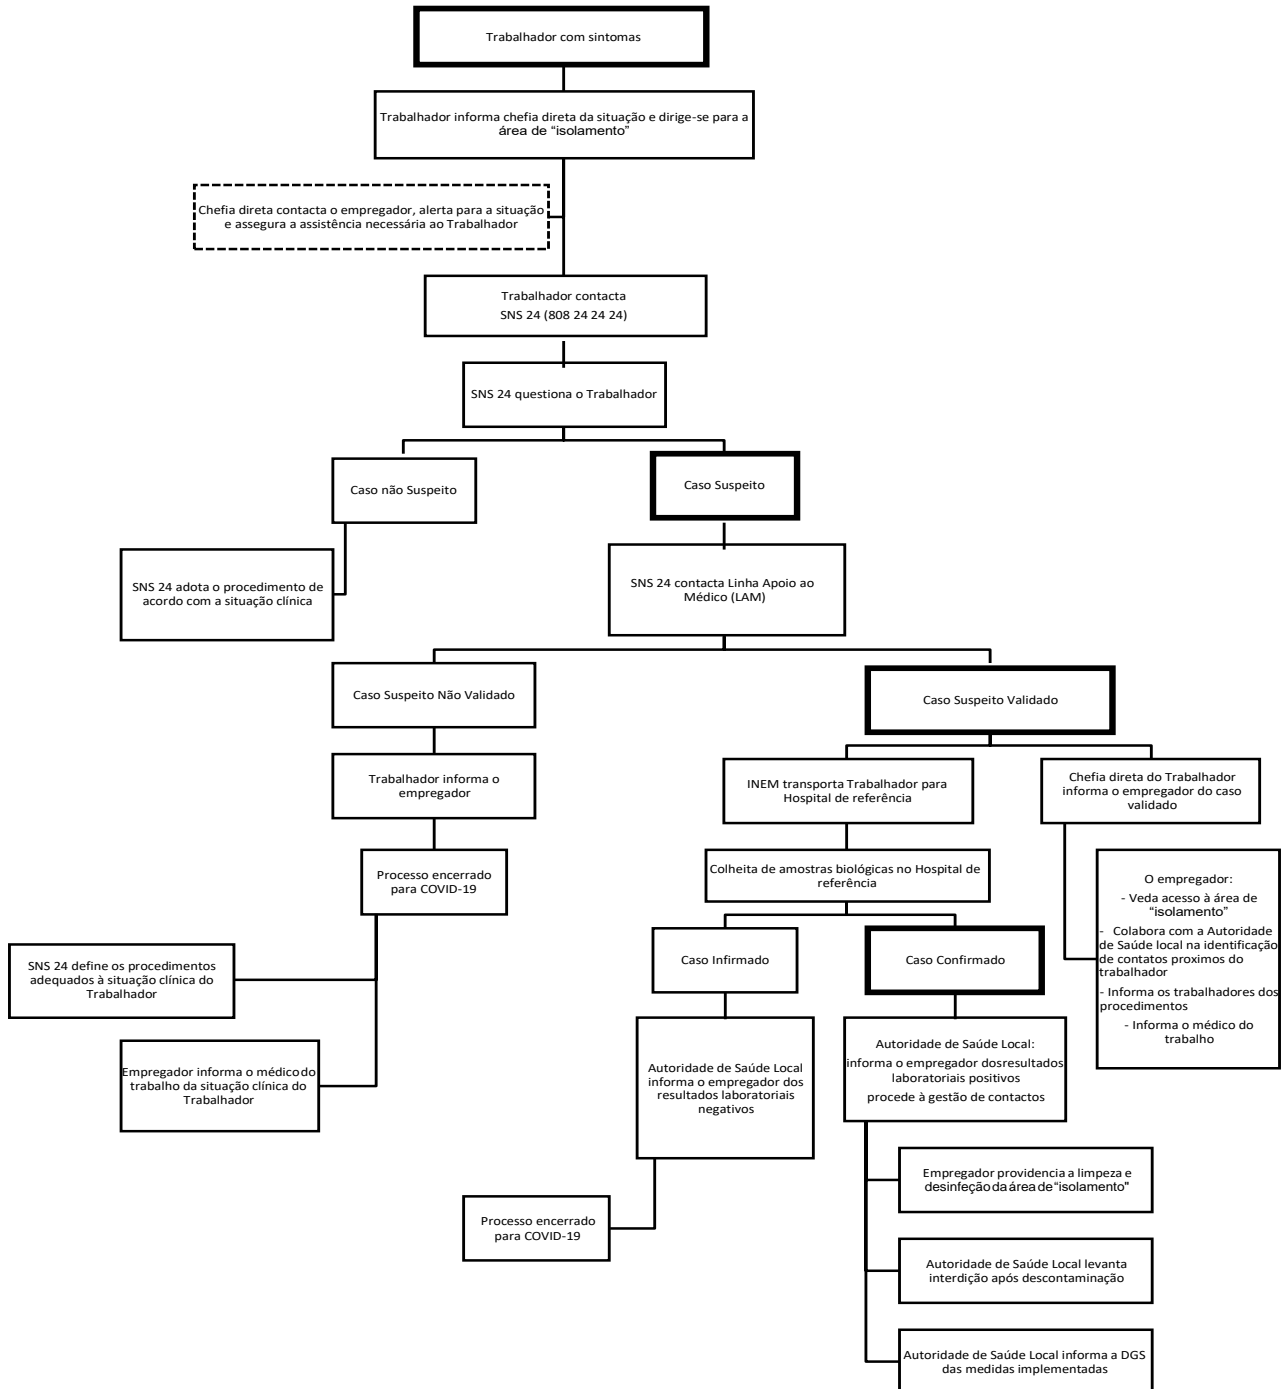 Trabalhador com sintomas
Trabalhador informa chefia direta da situação e dirige-se para a
área de “isolamento”
Chefia direta contacta o empregador, alerta para a situação
e assegura a assistência necessária ao Trabalhador
Trabalhador contacta
SNS 24 (808 24 24 24)
SNS 24 questiona o Trabalhador
Caso não Suspeito
Caso Suspeito
SNS 24 adota o procedimento de
acordo com a situação clínica
SNS 24 contacta Linha Apoio ao
Médico (LAM)
Caso Suspeito Não Validado
Caso Suspeito Validado
Trabalhador informa o
empregador
INEM transporta Trabalhador para
Hospital de referência
Chefia direta do Trabalhador
informa o empregador do caso
validado
Processo encerrado
para COVID-19
Colheita de amostras biológicas no Hospital de
referência
O empregador:
- Veda acesso à área de
“isolamento”
- Colabora com a Autoridade
de Saúde local na identificação
de contatos proximos do
trabalhador
- Informa os trabalhadores dos
procedimentos
- Informa o médico do
trabalho
SNS 24 define os procedimentos
adequados à situação clínica do
Trabalhador
Caso Infirmado
Caso Confirmado
Empregador informa o médico do
trabalho da situação clínica do
Trabalhador
Autoridade de Saúde Local
informa o empregador dos
resultados laboratoriais
negativos
Autoridade de Saúde Local:
informa o empregador dosresultados
laboratoriais positivos
procede à gestão de contactos
Processo encerrado
para COVID-19
Empregador providencia a limpeza e
desinfeção da área de “isolamento”
Autoridade de Saúde Local levanta
interdição após descontaminação
Autoridade de Saúde Local informa a DGS
das medidas implementadas